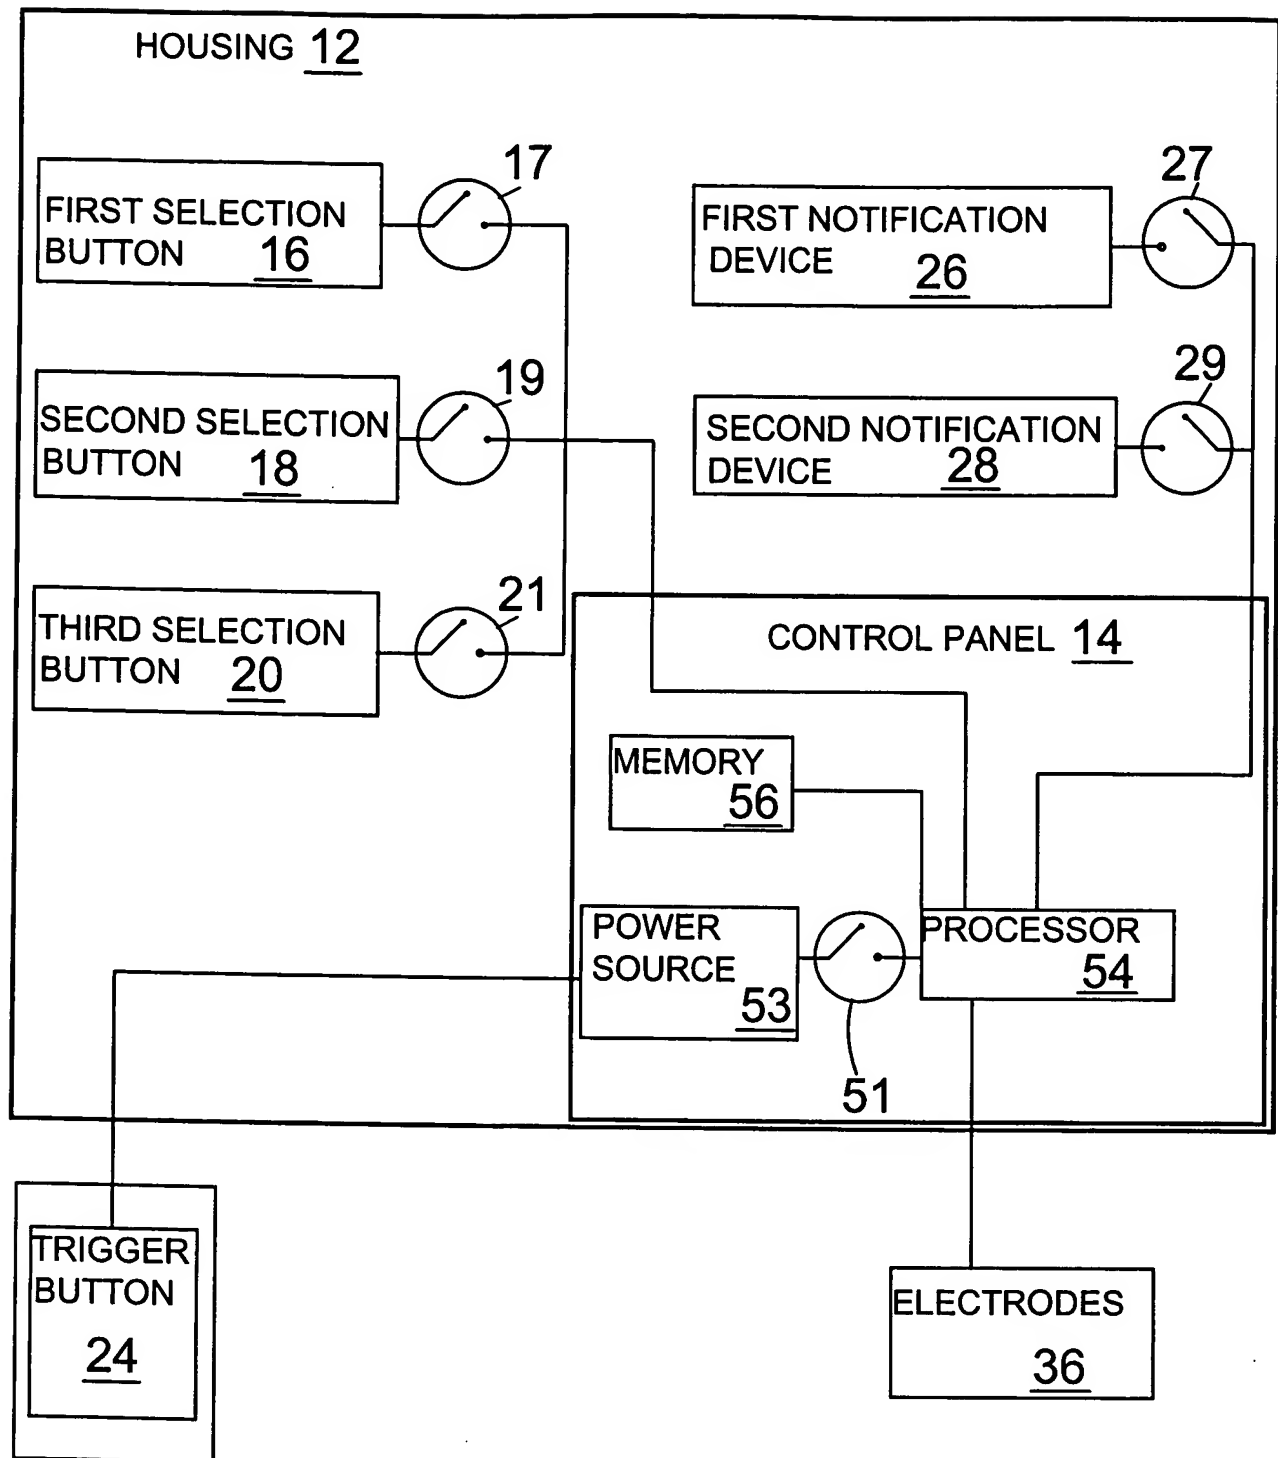 HOUSING 12
17
FIRST SELECTION
BUTTON 16
27
FIRST NOTIFICATION
DEVICE 26
19
SECOND SELECTION
BUTTON 18
29
SECOND NOTIFICATION
DEVICE 28
21
THIRD SELECTION
BUTTON 20
CONTROL PANEL 14
MEMORY
56
POWER
SOURCE
53
51
PROCESSOR
54
TRIGGER
BUTTON
24
ELECTRODES
36